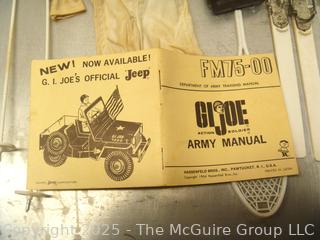 NEW! NOW AVAILABLE!
G. I. JOE'S OFFICIAL Jeep
FM75-00
DEPARTMENT OF ARMY TRAINING MANUAL
GI JOE
ACTION SOLDIER
ARMY MANUAL
HASSENFELD BROS., INC., PAWTUCKET, R. I., U.S.A.
Copyright © 2025 - The McGuire Group